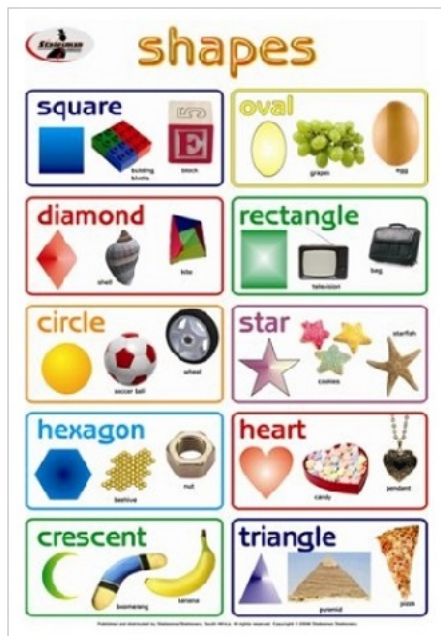 shapes
square
building
blocks
block
oval
grapes
egg
diamond
shell
kite
rectangle
television
bag
circle
soccer ball
wheel
star
cookies
starfish
hexagon
beehive
nut
heart
candy
pendant
crescent
boomerang
banana
triangle
pyramid
pizza